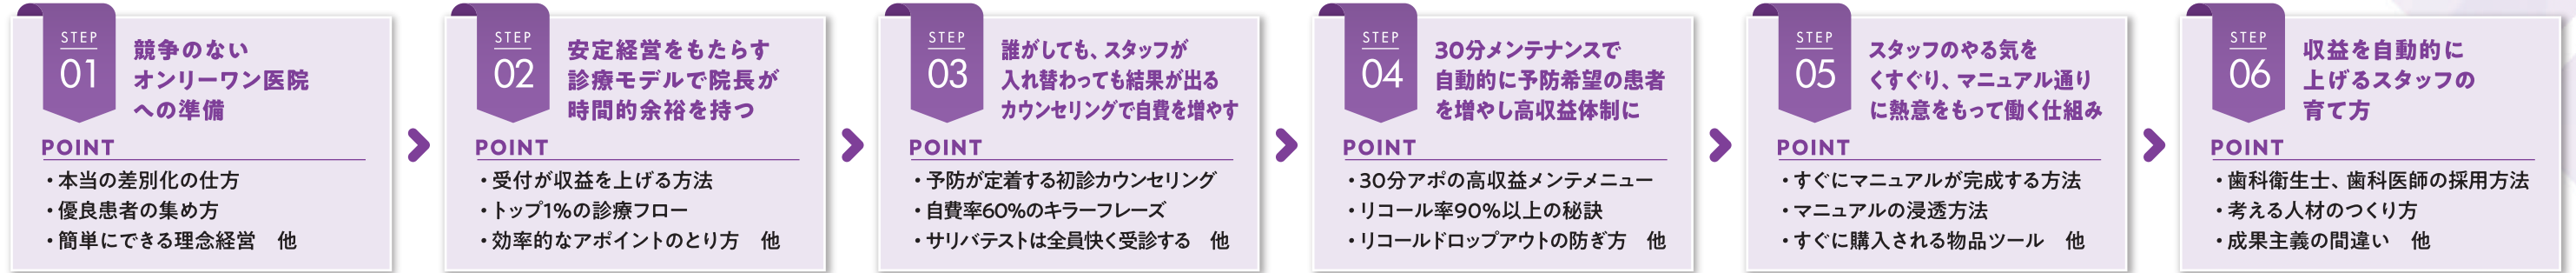 STEP
01
競争のない
オンリーワン医院
への準備
POINT
・本当の差別化の仕方
・優良患者の集め方
・簡単にできる理念経営　他
STEP
02
安定経営をもたらす
診療モデルで院長が
時間的余裕を持つ
POINT
・受付が収益を上げる方法
・トップ1%の診療フロー
・効率的なアポイントのとり方　他
STEP
03
誰がしても、スタッフが
入れ替わっても結果が出る
カウンセリングで自費を増やす
POINT
・予防が定着する初診カウンセリング
・自費率60%のキラーフレーズ
・サリバテストは全員快く受診する　他
STEP
04
30分メンテナンスで
自動的に予防希望の患者
を増やし高収益体制に
POINT
・30分アポの高収益メンテメニュー
・リコール率90%以上の秘訣
・リコールドロップアウトの防ぎ方　他
STEP
05
スタッフのやる気を
くすぐり、マニュアル通り
に熱意をもって働く仕組み
POINT
・すぐにマニュアルが完成する方法
・マニュアルの浸透方法
・すぐに購入される物品ツール　他
STEP
06
収益を自動的に
上げるスタッフの
育て方
POINT
・歯科衛生士、歯科医師の採用方法
・考える人材のつくり方
・成果主義の間違い　他